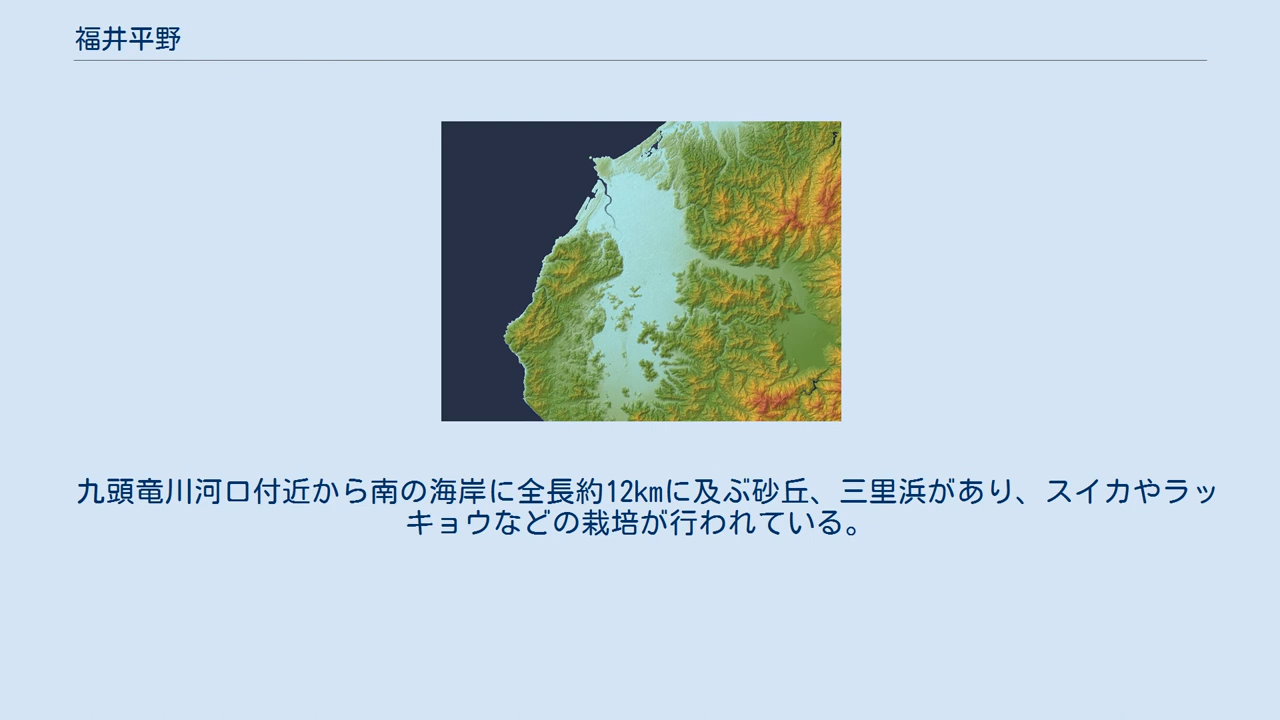 福井平野
九頭竜川河口付近から南の海岸に全長約12kmに及ぶ砂丘、三里浜があり、スイカやラッ
キョウなどの栽培が行われている。